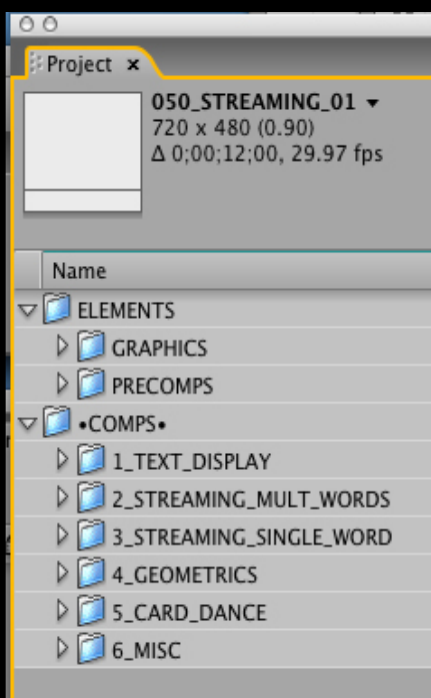 Project ×
050_STREAMING_01
720 x 480 (0.90)
Δ 0;00;12;00, 29.97 fps
Name
ELEMENTS
GRAPHICS
PRECOMPS
•COMPS•
1_TEXT_DISPLAY
2_STREAMING_MULT_WORDS
3_STREAMING_SINGLE_WORD
4_GEOMETRICS
5_CARD_DANCE
6_MISC